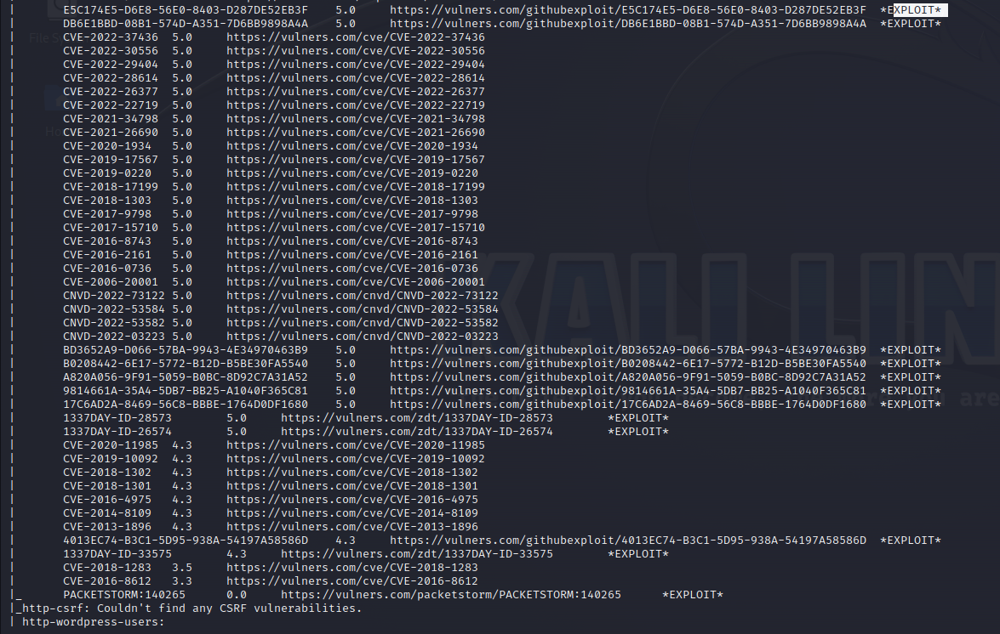 | E5C174E5-D6E8-56E0-8403-D287DE52EB3F 5.0 https://vulners.com/githubexploit/E5C174E5-D6E8-56E0-8403-D287DE52EB3F *EXPLOIT*
| DB6E1BBD-08B1-574D-A351-7D6BB9898A4A 5.0 https://vulners.com/githubexploit/DB6E1BBD-08B1-574D-A351-7D6BB9898A4A *EXPLOIT*
| CVE-2022-37436 5.0 https://vulners.com/cve/CVE-2022-37436
| CVE-2022-30556 5.0 https://vulners.com/cve/CVE-2022-30556
| CVE-2022-29404 5.0 https://vulners.com/cve/CVE-2022-29404
| CVE-2022-28614 5.0 https://vulners.com/cve/CVE-2022-28614
| CVE-2022-26377 5.0 https://vulners.com/cve/CVE-2022-26377
| CVE-2022-22719 5.0 https://vulners.com/cve/CVE-2022-22719
| CVE-2021-34798 5.0 https://vulners.com/cve/CVE-2021-34798
| CVE-2021-26690 5.0 https://vulners.com/cve/CVE-2021-26690
| CVE-2020-1934 5.0 https://vulners.com/cve/CVE-2020-1934
| CVE-2019-17567 5.0 https://vulners.com/cve/CVE-2019-17567
| CVE-2019-0220 5.0 https://vulners.com/cve/CVE-2019-0220
| CVE-2018-17199 5.0 https://vulners.com/cve/CVE-2018-17199
| CVE-2018-1303 5.0 https://vulners.com/cve/CVE-2018-1303
| CVE-2017-9798 5.0 https://vulners.com/cve/CVE-2017-9798
| CVE-2017-15710 5.0 https://vulners.com/cve/CVE-2017-15710
| CVE-2016-8743 5.0 https://vulners.com/cve/CVE-2016-8743
| CVE-2016-2161 5.0 https://vulners.com/cve/CVE-2016-2161
| CVE-2016-0736 5.0 https://vulners.com/cve/CVE-2016-0736
| CVE-2006-20001 5.0 https://vulners.com/cve/CVE-2006-20001
| CNVD-2022-73122 5.0 https://vulners.com/cnvd/CNVD-2022-73122
| CNVD-2022-53584 5.0 https://vulners.com/cnvd/CNVD-2022-53584
| CNVD-2022-53582 5.0 https://vulners.com/cnvd/CNVD-2022-53582
| CNVD-2022-03223 5.0 https://vulners.com/cnvd/CNVD-2022-03223
| BD3652A9-D066-57BA-9943-4E34970463B9 5.0 https://vulners.com/githubexploit/BD3652A9-D066-57BA-9943-4E34970463B9 *EXPLOIT*
| B0208442-6E17-5772-B12D-B5BE30FA5540 5.0 https://vulners.com/githubexploit/B0208442-6E17-5772-B12D-B5BE30FA5540 *EXPLOIT*
| A820A056-9F91-5059-B0BC-8D92C7A31A52 5.0 https://vulners.com/githubexploit/A820A056-9F91-5059-B0BC-8D92C7A31A52 *EXPLOIT*
| 9814661A-35A4-5DB7-BB25-A1040F365C81 5.0 https://vulners.com/githubexploit/9814661A-35A4-5DB7-BB25-A1040F365C81 *EXPLOIT*
| 17C6AD2A-8469-56C8-BBBE-1764D0DF1680 5.0 https://vulners.com/githubexploit/17C6AD2A-8469-56C8-BBBE-1764D0DF1680 *EXPLOIT*
| 1337DAY-ID-28573 5.0 https://vulners.com/zdt/1337DAY-ID-28573 *EXPLOIT*
| 1337DAY-ID-26574 5.0 https://vulners.com/zdt/1337DAY-ID-26574 *EXPLOIT*
| CVE-2020-11985 4.3 https://vulners.com/cve/CVE-2020-11985
| CVE-2019-10092 4.3 https://vulners.com/cve/CVE-2019-10092
| CVE-2018-1302 4.3 https://vulners.com/cve/CVE-2018-1302
| CVE-2018-1301 4.3 https://vulners.com/cve/CVE-2018-1301
| CVE-2016-4975 4.3 https://vulners.com/cve/CVE-2016-4975
| CVE-2014-8109 4.3 https://vulners.com/cve/CVE-2014-8109
| CVE-2013-1896 4.3 https://vulners.com/cve/CVE-2013-1896
| 4013EC74-B3C1-5D95-938A-54197A58586D 4.3 https://vulners.com/githubexploit/4013EC74-B3C1-5D95-938A-54197A58586D *EXPLOIT*
| 1337DAY-ID-33575 4.3 https://vulners.com/zdt/1337DAY-ID-33575 *EXPLOIT*
| CVE-2018-1283 3.5 https://vulners.com/cve/CVE-2018-1283
| CVE-2016-8612 3.3 https://vulners.com/cve/CVE-2016-8612
|_ PACKETSTORM:140265 0.0 https://vulners.com/packetstorm/PACKETSTORM:140265 *EXPLOIT*
|_http-csrf: Couldn't find any CSRF vulnerabilities.
| http-wordpress-users:
KALI LIN